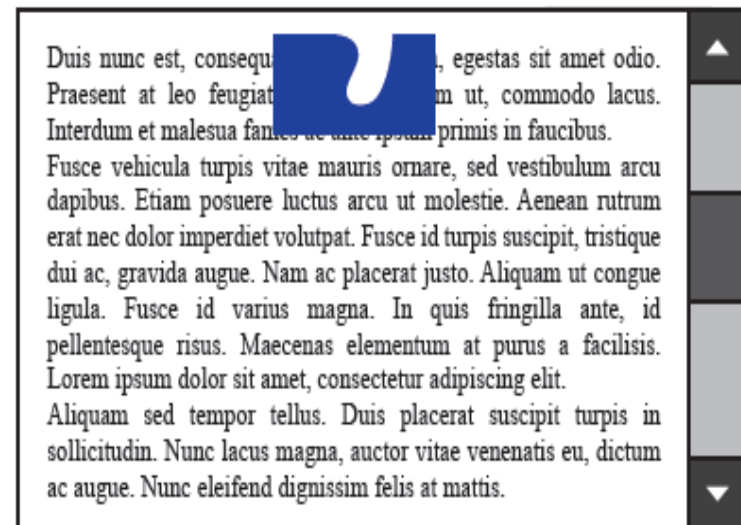 Duis nunc est, egestas sit amet odio.
Praesent at leo feugiat ut, commodo lacus.
Interdum et malesua primis in faucibus.
Fusce vehicula turpis vitae mauris ornare, sed vestibulum arcu
dapibus. Etiam posuere luctus arcu ut molestie. Aenean rutrum
erat nec dolor imperdiet volutpat. Fusce id turpis suscipit, tristique
dui ac, gravida augue. Nam ac placerat justo. Aliquam ut congue
ligula. Fusce id varius magna. In quis fringilla ante, id
pellentesque risus. Maecenas elementum at purus a facilisis.
Lorem ipsum dolor sit amet, consectetur adipiscing elit.
Aliquam sed tempor tellus. Duis placerat suscipit turpis in
sollicitudin. Nunc lacus magna, auctor vitae venenatis eu, dictum
ac augue. Nunc eleifend dignissim felis at mattis.